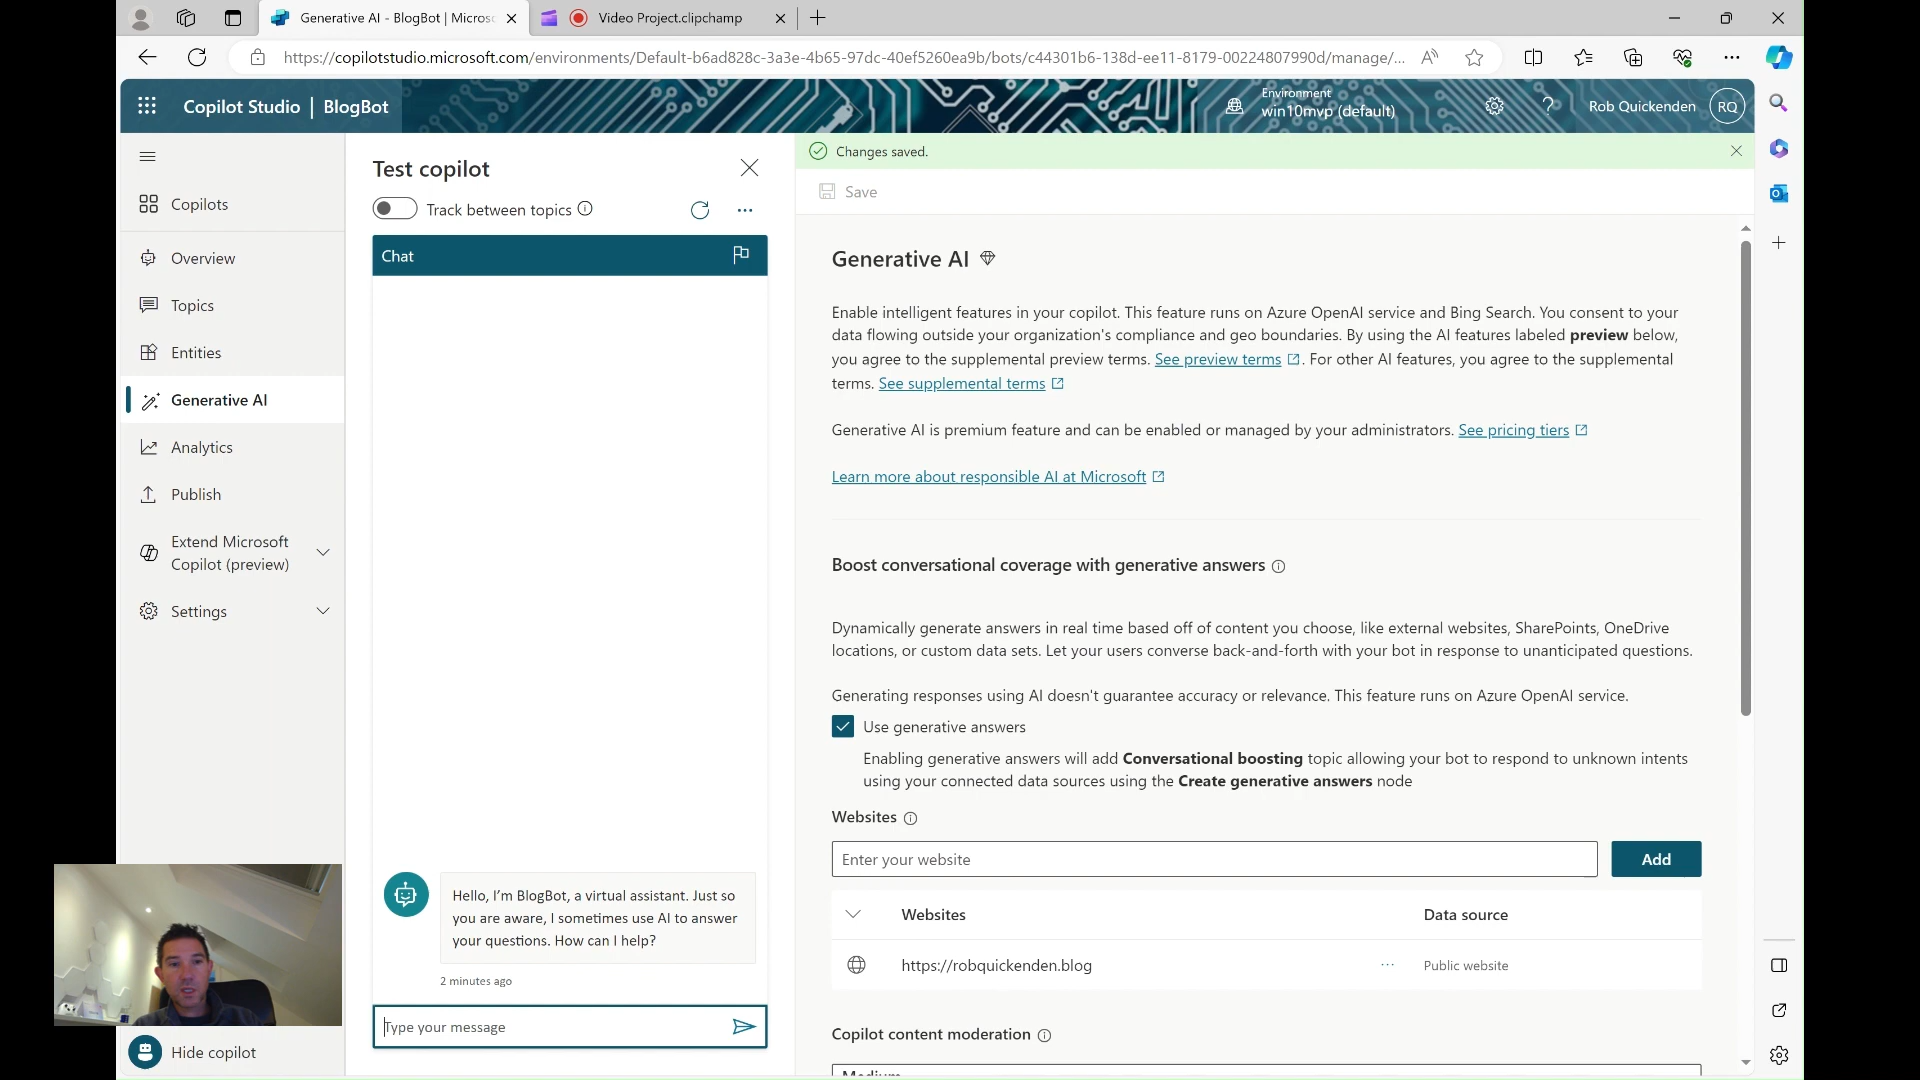 Generative AI - BlogBot | Micros
Video Project.clipchamp
https://copilotstudio.microsoft.com/environments/Default-b6ad828c-3a3e-4b65-97dc-40ef5260ea9b/bots/c44301b6-138d-ee11-8179-00224807990d/manage/...
Copilot Studio | BlogBot
Environment
win10mvp (default)
Rob Quickenden
RQ
Copilots
Overview
Topics
Entities
Generative AI
Analytics
Publish
Extend Microsoft
Copilot (preview)
Settings
Hide copilot
Test copilot
Track between topics
Chat
Hello, I'm BlogBot, a virtual assistant. Just so
you are aware, I sometimes use AI to answer
your questions. How can I help?
2 minutes ago
Type your message
Changes saved.
Save
Generative AI
Enable intelligent features in your copilot. This feature runs on Azure OpenAI service and Bing Search. You consent to your
data flowing outside your organization's compliance and geo boundaries. By using the AI features labeled preview below,
you agree to the supplemental preview terms. See preview terms . For other AI features, you agree to the supplemental
terms. See supplemental terms
Generative AI is premium feature and can be enabled or managed by your administrators. See pricing tiers
Learn more about responsible AI at Microsoft
Boost conversational coverage with generative answers
Dynamically generate answers in real time based off of content you choose, like external websites, SharePoints, OneDrive
locations, or custom data sets. Let your users converse back-and-forth with your bot in response to unanticipated questions.
Generating responses using AI doesn't guarantee accuracy or relevance. This feature runs on Azure OpenAI service.
Use generative answers
Enabling generative answers will add Conversational boosting topic allowing your bot to respond to unknown intents
using your connected data sources using the Create generative answers node
Websites
Enter your website
Add
Websites
Data source
https://robquickenden.blog
...
Public website
Copilot content moderation
Medium